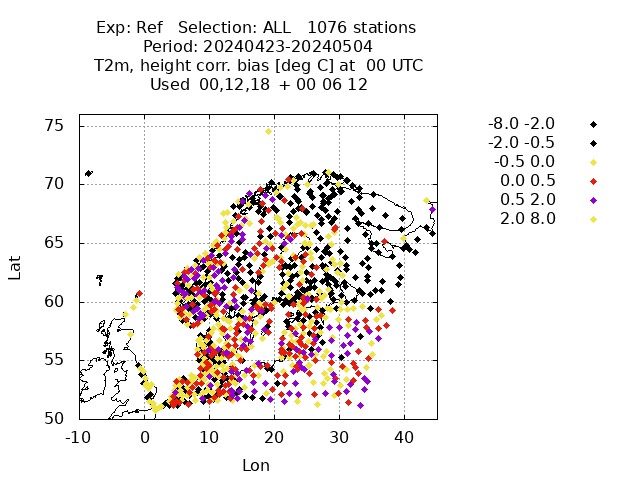 Exp: Ref   Selection: ALL   1076 stations
Period: 20240423-20240504
T2m, height corr. bias [deg C] at  00 UTC
Used 00,12,18  + 00 06 12
-8.0 -2.0
-2.0 -0.5
-0.5 0.0
0.0 0.5
0.5 2.0
2.0 8.0
75
70
65
60
55
50
Lat
-10 0 10 20 30 40
Lon